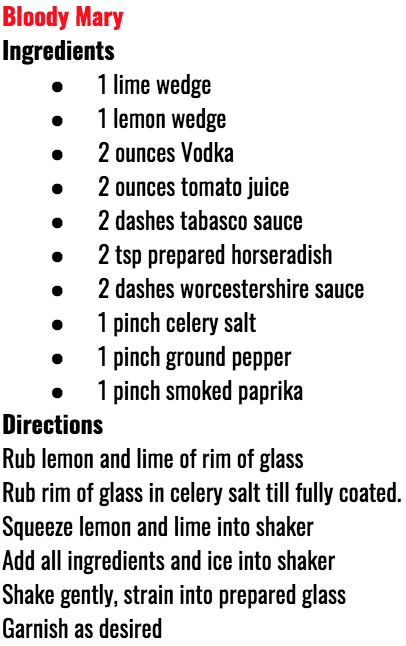 Bloody Mary
Ingredients
● 1 lime wedge
● 1 lemon wedge
● 2 ounces Vodka
● 2 ounces tomato juice
● 2 dashes tabasco sauce
● 2 tsp prepared horseradish
● 2 dashes worcestershire sauce
● 1 pinch celery salt
● 1 pinch ground pepper
● 1 pinch smoked paprika
Directions
Rub lemon and lime of rim of glass
Rub rim of glass in celery salt till fully coated.
Squeeze lemon and lime into shaker
Add all ingredients and ice into shaker
Shake gently, strain into prepared glass
Garnish as desired